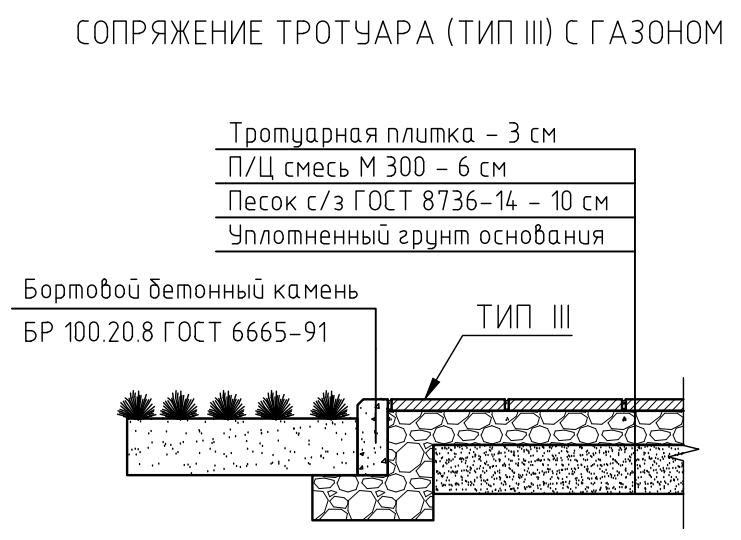 СОПРЯЖЕНИЕ ТРОТУАРА (ТИП III) С ГАЗОНОМ
Тротуарная плитка – 3 см
П/Ц смесь М 300 – 6 см
Песок с/з ГОСТ 8736–14 – 10 см
Уплотненный грунт основания
Бортовой бетонный камень
БР 100.20.8 ГОСТ 6665–91
ТИП III